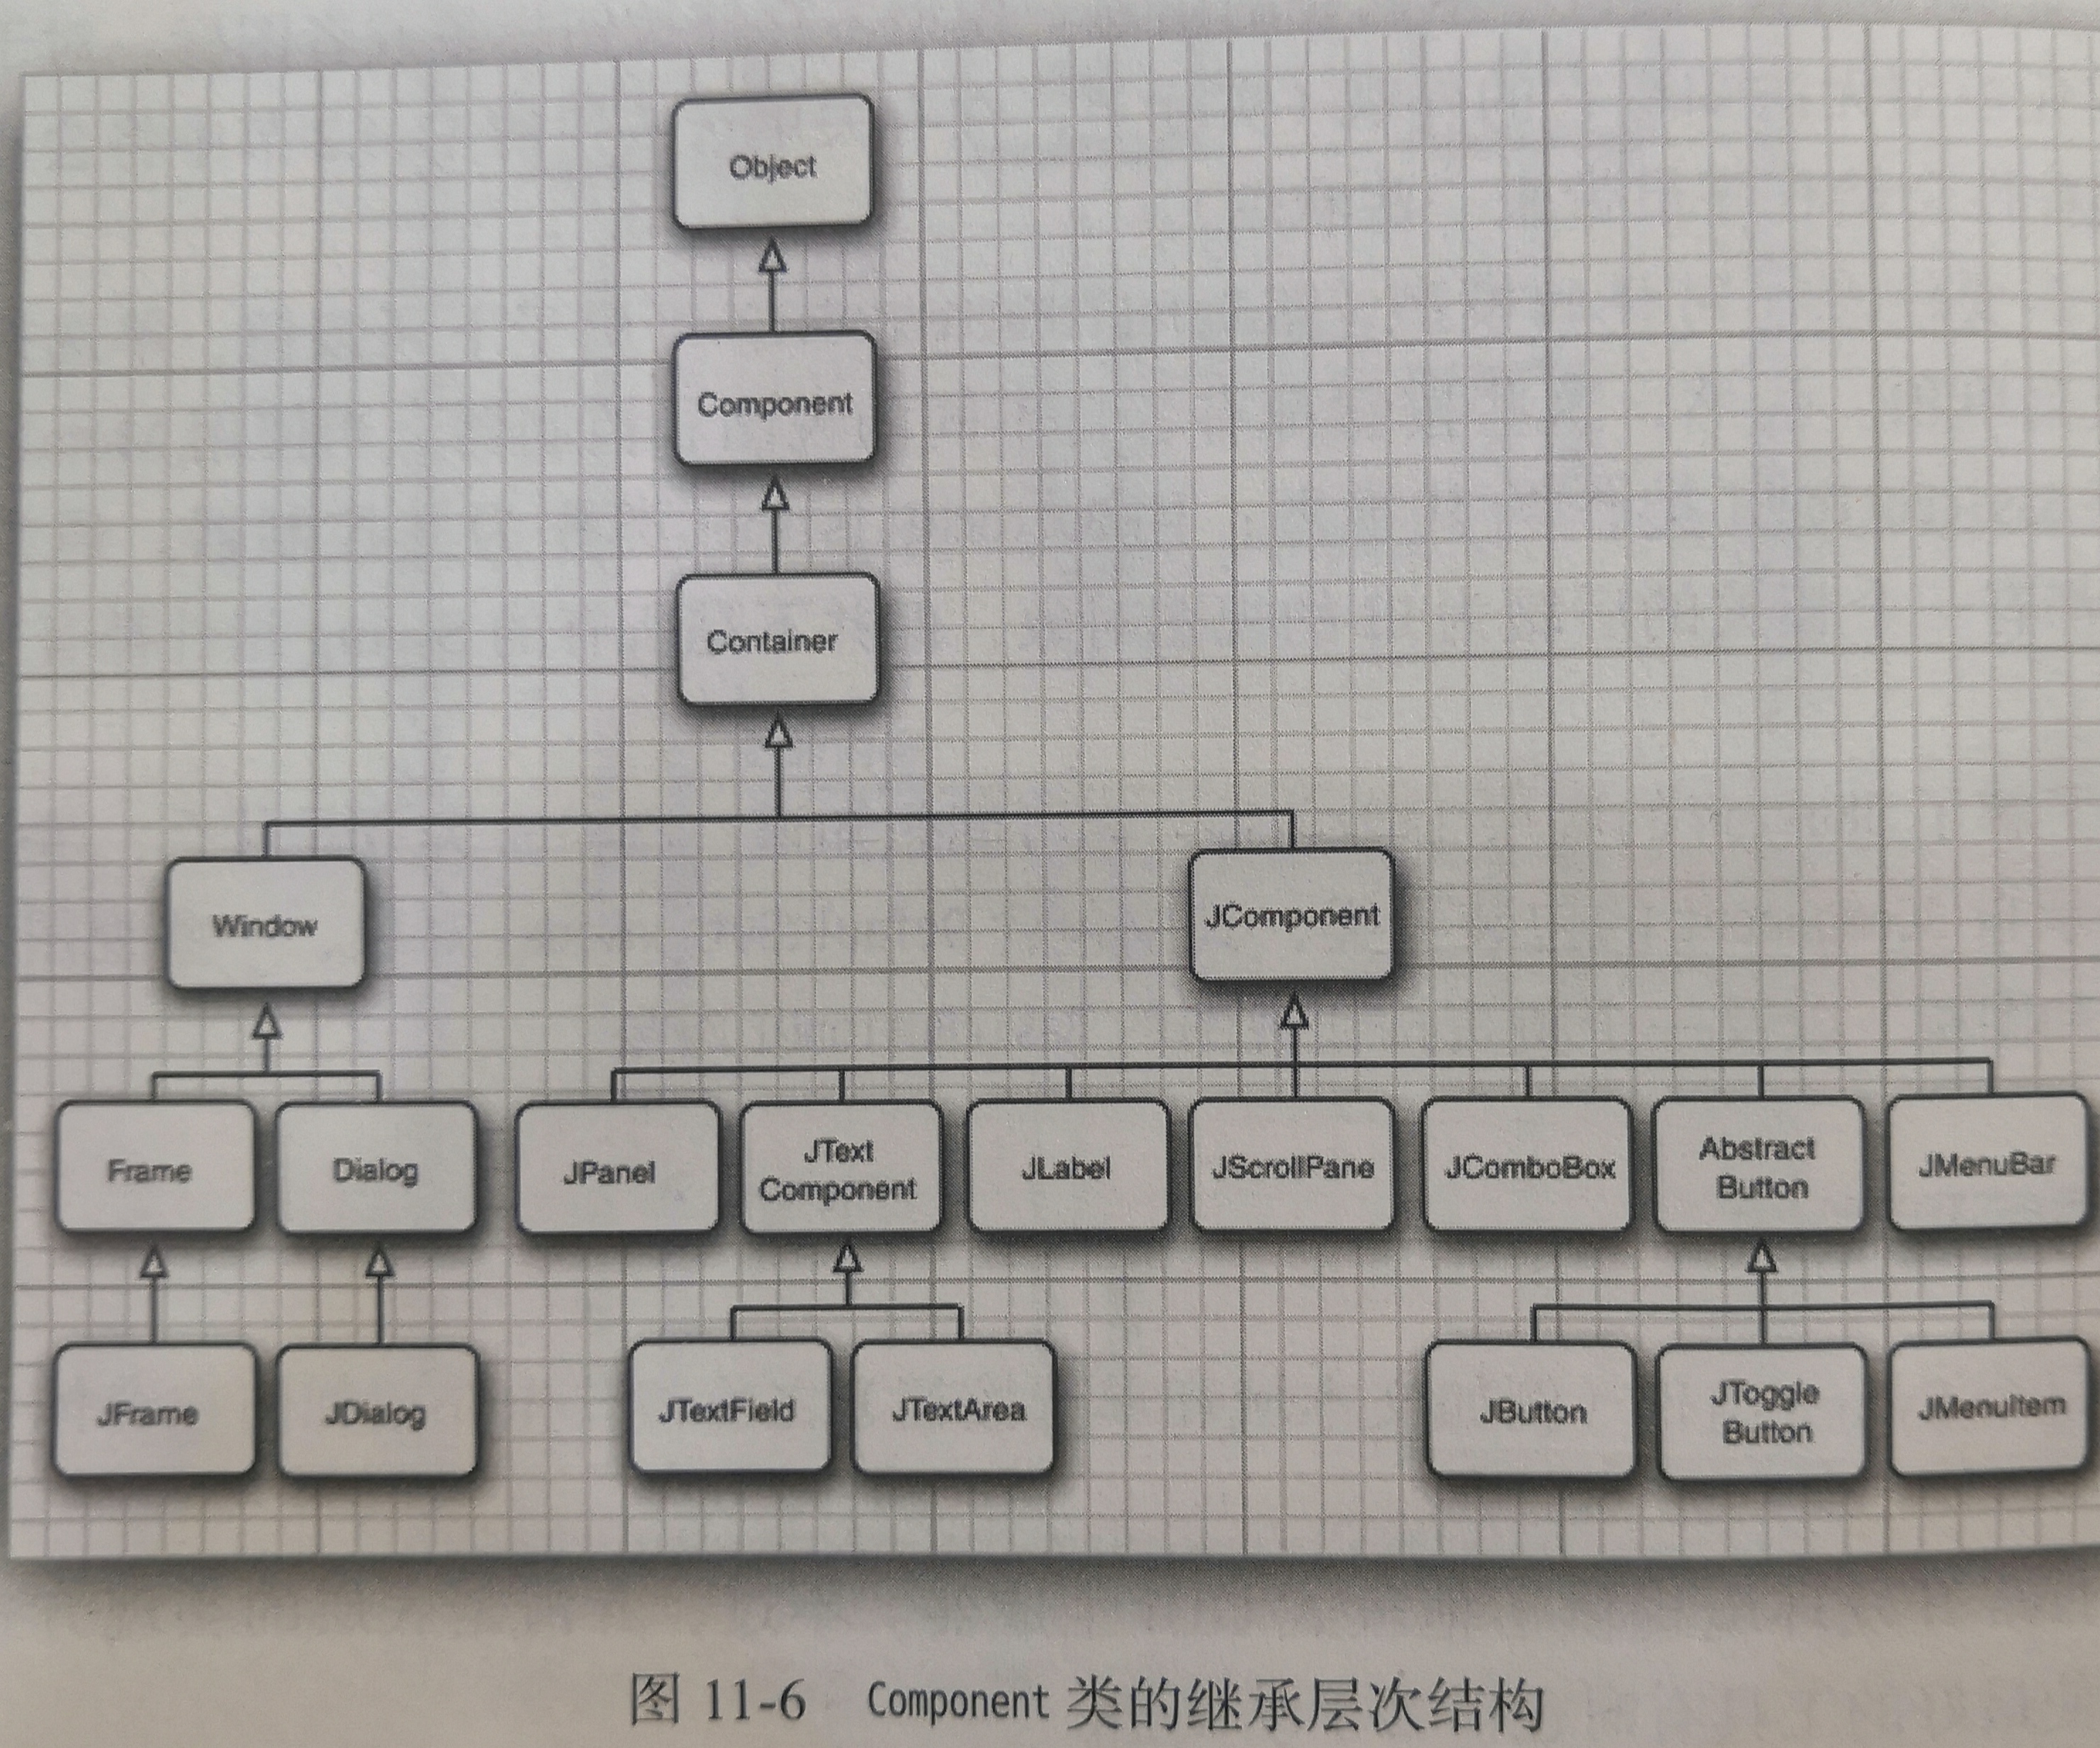 Object
Component
Container
Window
JComponent
Frame
Dialog
JPanel
JText
Component
JLabel
JScrollPane
JComboBox
Abstract
Button
JMenuBar
JFrame
JDialog
JTextField
JTextArea
JButton
JToggle
Button
JMenuItem
图 11-6 Component 类的继承层次结构